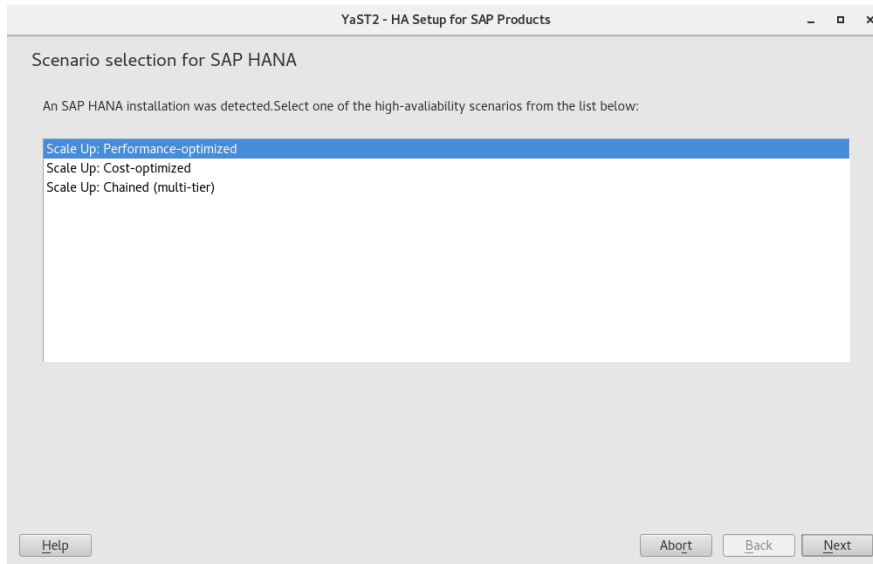 YaST2 - HA Setup for SAP Products
Scenario selection for SAP HANA
An SAP HANA installation was detected.Select one of the high-avaliability scenarios from the list below:
Scale Up: Performance-optimized
Scale Up: Cost-optimized
Scale Up: Chained (multi-tier)
Help Abort Back Next